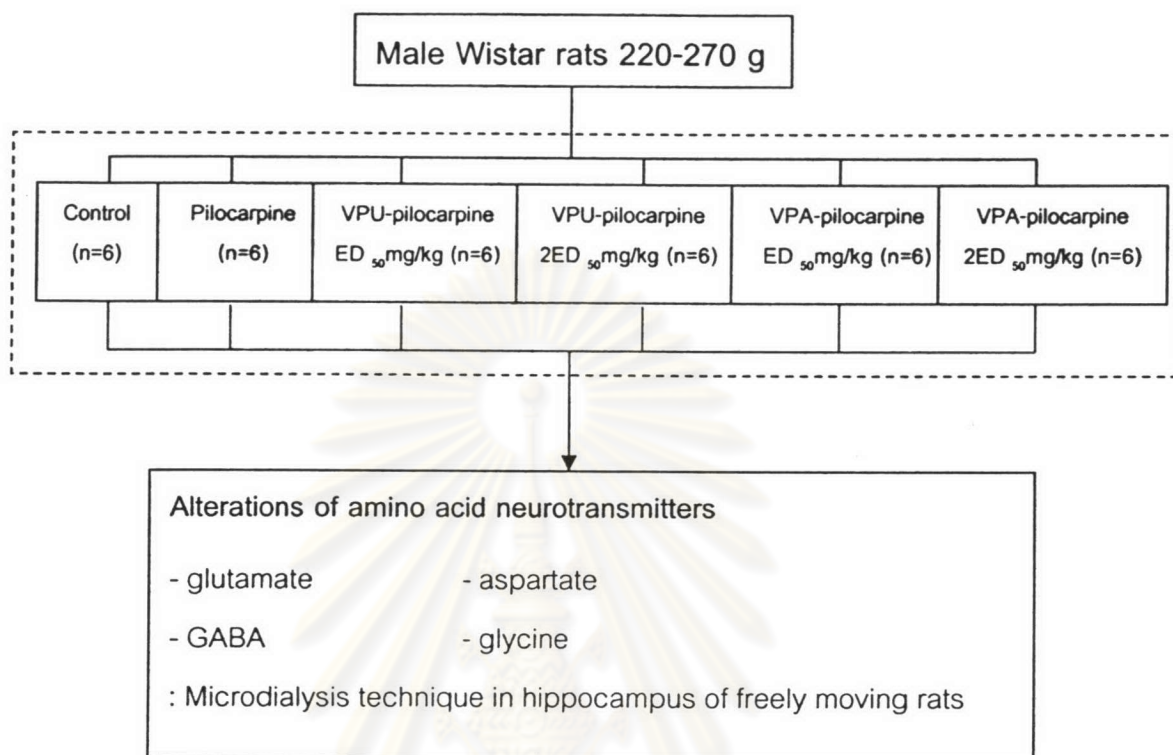 Male Wistar rats 220-270 g
Control
(n=6)
Pilocarpine
(n=6)
VPU-pilocarpine
ED 50mg/kg (n=6)
VPU-pilocarpine
2ED 50mg/kg (n=6)
VPA-pilocarpine
ED 50mg/kg (n=6)
VPA-pilocarpine
2ED 50mg/kg (n=6)
Alterations of amino acid neurotransmitters
- glutamate - aspartate
- GABA - glycine
: Microdialysis technique in hippocampus of freely moving rats